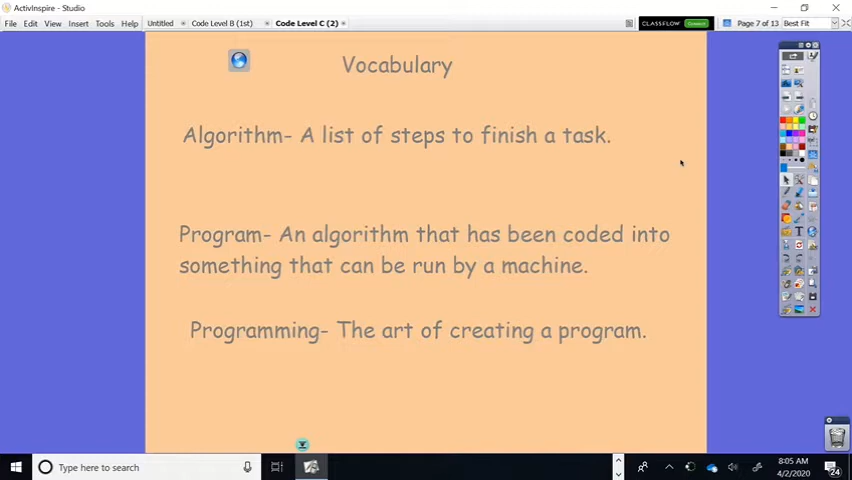 ActivInspire - Studio
File Edit View Insert Tools Help Untitled Code Level B (1st) Code Level C (2) CLASSFLOW Connect Page 7 of 13 Best Fit
Vocabulary
Algorithm- A list of steps to finish a task.
Program- An algorithm that has been coded into
something that can be run by a machine.
Programming- The art of creating a program.
Type here to search
8:05 AM
4/2/2020
24